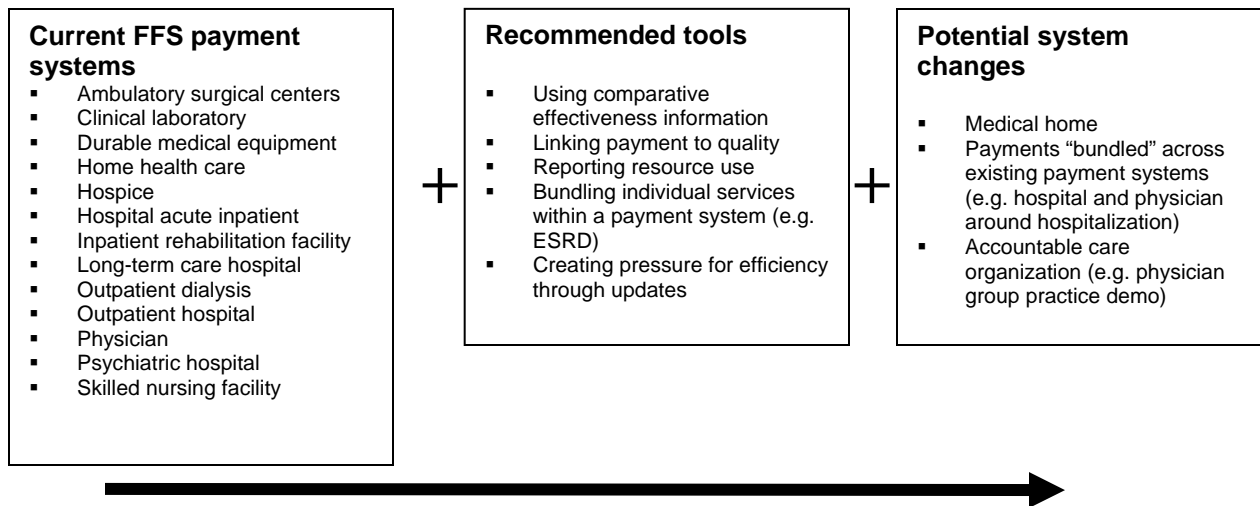 Current FFS payment
systems
▪ Ambulatory surgical centers
▪ Clinical laboratory
▪ Durable medical equipment
▪ Home health care
▪ Hospice
▪ Hospital acute inpatient
▪ Inpatient rehabilitation facility
▪ Long-term care hospital
▪ Outpatient dialysis
▪ Outpatient hospital
▪ Physician
▪ Psychiatric hospital
▪ Skilled nursing facility
+
Recommended tools
▪ Using comparative
effectiveness information
▪ Linking payment to quality
▪ Reporting resource use
▪ Bundling individual services
within a payment system (e.g.
ESRD)
▪ Creating pressure for efficiency
through updates
+
Potential system
changes
▪ Medical home
▪ Payments “bundled” across
existing payment systems
(e.g. hospital and physician
around hospitalization)
▪ Accountable care
organization (e.g. physician
group practice demo)